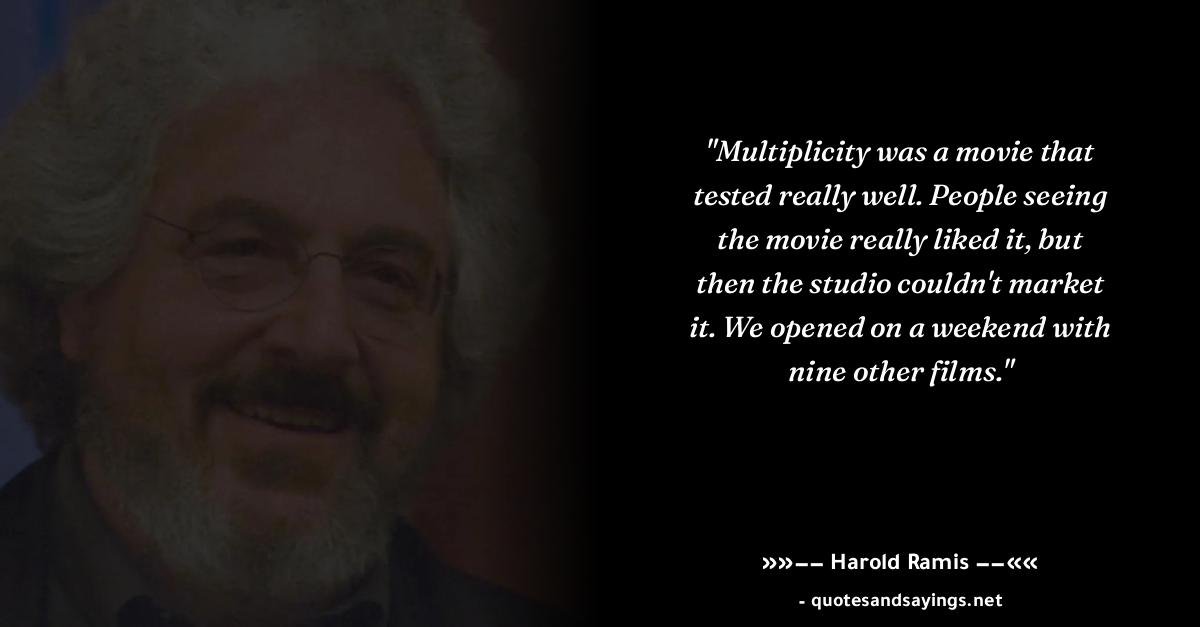 "Multiplicity was a movie that
tested really well. People seeing
the movie really liked it, but
then the studio couldn't market
it. We opened on a weekend with
nine other films."
»»−− Harold Ramis −−««
- quotesandsayings.net